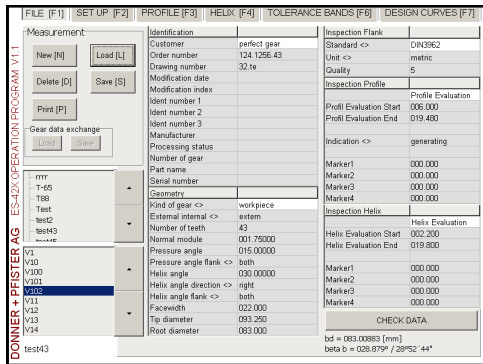 FILE [F1] SET UP [F2] PROFILE [F3] HELIX [F4] TOLERANCE BANDS [F6] DESIGN CURVES [F7]
DONNER + PFISTER AG ES-42X OPERATION PROGRAM V1.1
Measurement
New [N] Load [L]
Delete [D] Save [S]
Print [P]
Gear data exchange
Load Save
rrrr
T-65
T88
Test
test2
test43
test45
V1
V10
V100
V101
V102
V11
V12
V13
V14
test43
Identification
Customer perfect gear
Order number 124.1256.43
Drawing number 32.te
Modification date
Modification index
Ident number 1
Ident number 2
Ident number 3
Manufacturer
Processing status
Number of gear
Part name
Serial number
Geometry
Kind of gear <> workpiece
External internal <> extern
Number of teeth 43
Normal module 001.75000
Pressure angle 015.00000
Pressure angle flank <> both
Helix angle 030.00000
Helix angle direction <> right
Helix angle flank <> both
Facewidth 022.000
Tip diameter 093.250
Root diameter 083.000
Inspection Flank
Standard <> DIN3962
Unit <> metric
Quality 5
Inspection Profile
Profile Evaluation
Profil Evaluation Start 006.000
Profil Evaluation End 019.480
Indication <> generating
Marker1 000.000
Marker2 000.000
Marker3 000.000
Marker4 000.000
Inspection Helix
Helix Evaluation
Helix Evaluation Start 002.200
Helix Evaluation End 019.800
Marker1 000.000
Marker2 000.000
Marker3 000.000
Marker4 000.000
CHECK DATA
bd = 083.00883 [mm]
beta b = 028.879º / 28º52´44"